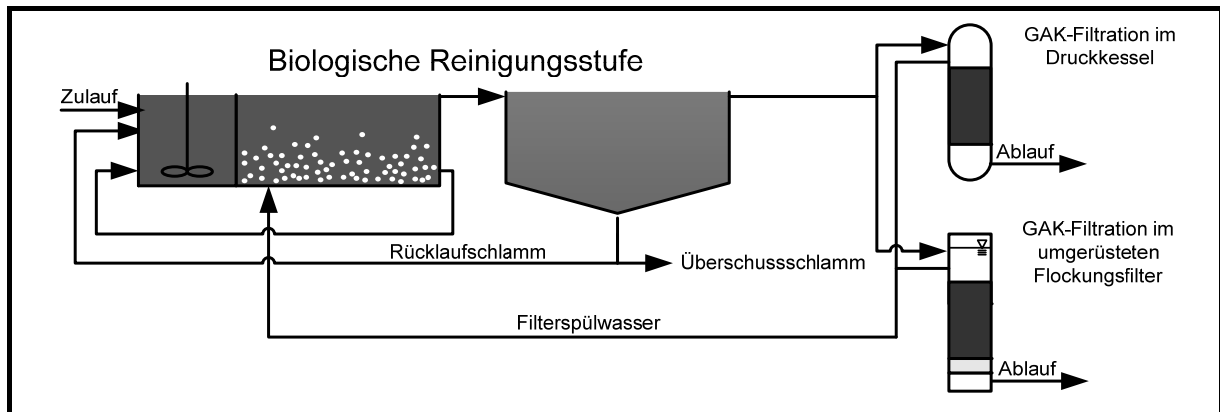 Biologische Reinigungsstufe
Zulauf
Rücklaufschlamm
Überschussschlamm
Filterspülwasser
GAK-Filtration im
Druckkessel
Ablauf
GAK-Filtration im
umgerüsteten
Flockungsfilter
Ablauf